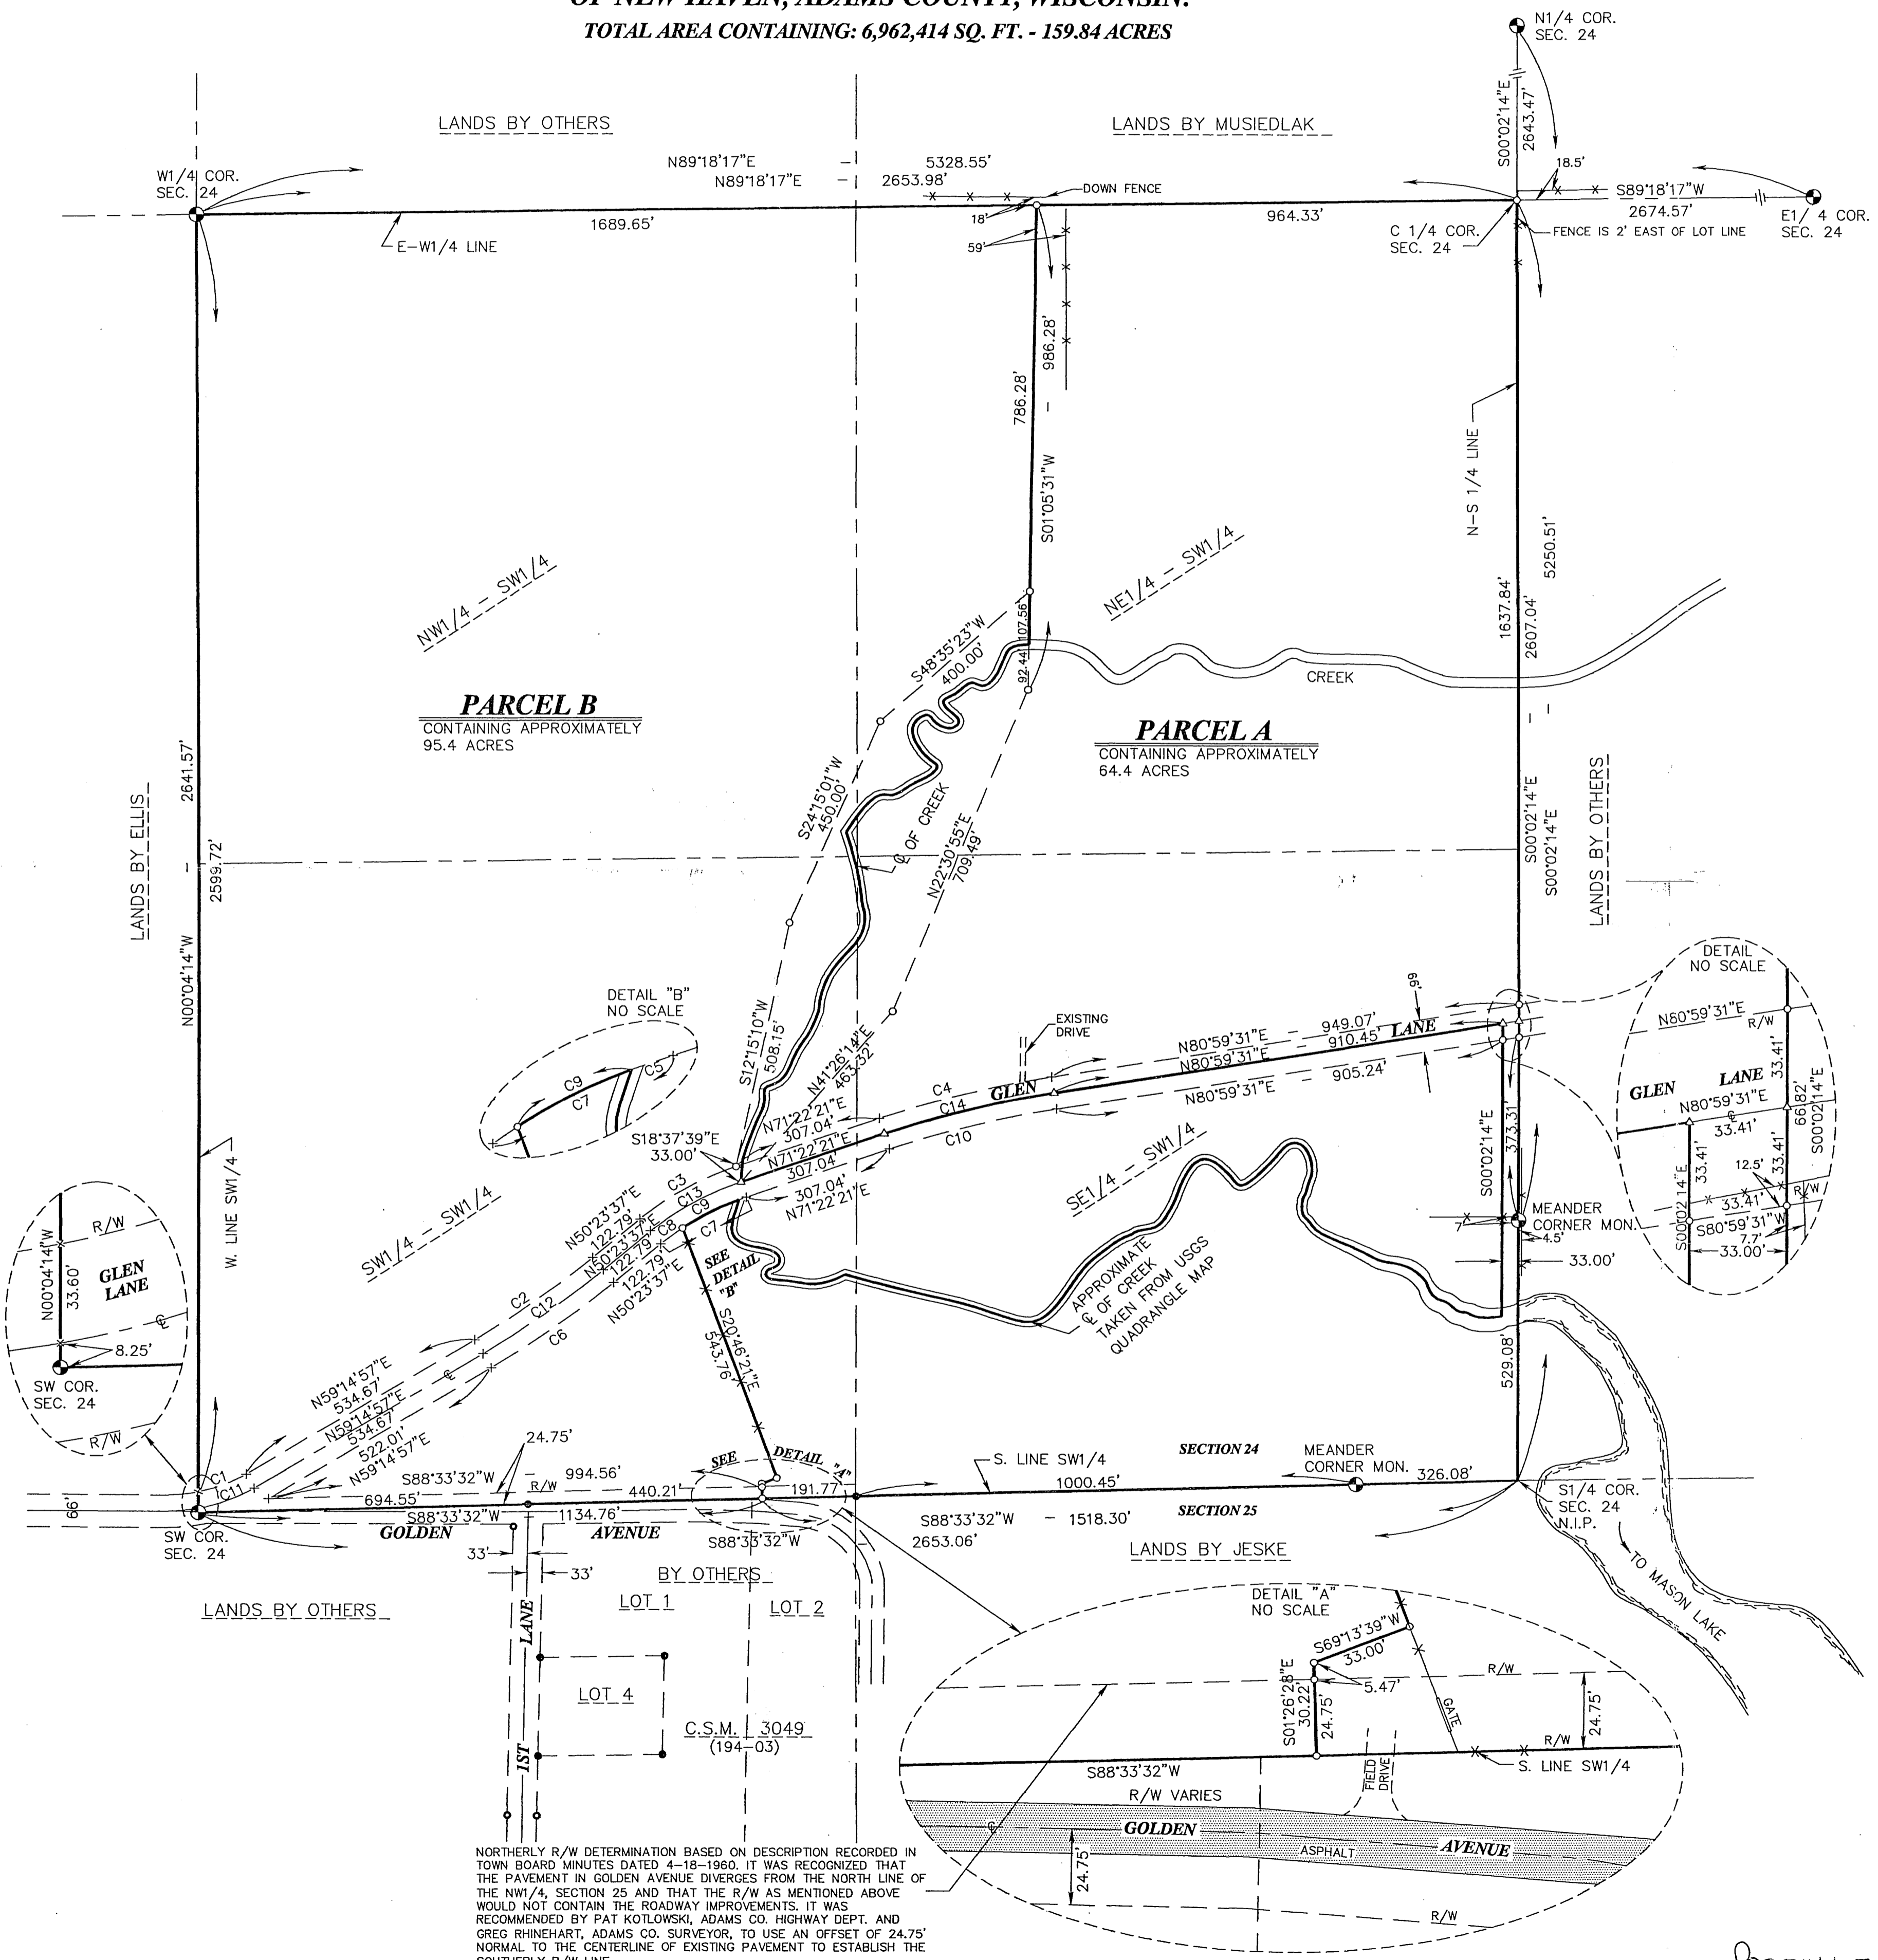 OF NEW HAVEN, ADAMS COUNTY, WISCONSIN.
TOTAL AREA CONTAINING: 6,962,414 SQ. FT. - 159.84 ACRES
N1/4 COR.
SEC. 24
S00°02'14"E
2643.47'
LANDS BY OTHERS
LANDS BY MUSIEDLAK
N89°18'17"E – 5328.55'
N89°18'17"E – 2653.98'
W1/4 COR.
SEC. 24
DOWN FENCE
18.5'
S89°18'17"W
2674.57'
E1/ 4 COR.
SEC. 24
1689.65'
18'
964.33'
E-W1/4 LINE
59'
C 1/4 COR.
SEC. 24
FENCE IS 2' EAST OF LOT LINE
786.28'
986.28'
–
S01°05'31"W
N-S 1/4 LINE
5250.51'
1637.84'
2607.04'
NW1/4 - SW1/4
NE1/4 - SW1/4
S48°35'23"W
400.00'
107.56'
92.44'
CREEK
PARCEL B
CONTAINING APPROXIMATELY
95.4 ACRES
PARCEL A
CONTAINING APPROXIMATELY
64.4 ACRES
2641.57'
–
2599.72'
N00°04'14"W
LANDS BY ELLIS
S24°15'01"W
450.00'
℄ OF CREEK
N22°30'55"E
709.49'
S00°02'14"E
S00°02'14"E
LANDS BY OTHERS
DETAIL
NO SCALE
N80°59'31"E
R/W
33.41'
GLEN LANE
N80°59'31"E
℄
33.41'
66.82'
S00°02'14"E
33.41'
33.41'
12.5'
33.41'
R/W
S80°59'31"W
7.7'
S00°02'14"E
33.00'
DETAIL "B"
NO SCALE
C9
C7
C5
S12°15'10"W
508.15'
N41°26'14"E
463.32'
EXISTING
DRIVE
66'
N80°59'31"E – 949.07'
N80°59'31"E – 910.45'
N80°59'31"E – 905.24'
GLEN LANE
C4
C14
C10
S18°37'39"E
33.00'
N71°22'21"E
307.04'
N71°22'21"E
307.04'
307.04'
N71°22'21"E
S00°02'14"E
373.31'
MEANDER
CORNER MON.
7'
4.5'
33.00'
C3
C13
C9
C8
C7
N50°23'37"E
122.79'
N50°23'37"E
122.79'
122.79'
N50°23'37"E
SEE
DETAIL
"B"
SE1/4 - SW1/4
SW1/4 - SW1/4
W. LINE SW1/4
APPROXIMATE
℄ OF CREEK
TAKEN FROM USGS
QUADRANGLE MAP
C2
C12
C6
S20°46'21"E
543.76'
N00°04'14"W
33.60'
R/W
GLEN
LANE
℄
8.25'
SW COR.
SEC. 24
R/W
℄
N59°14'57"E
534.67'
N59°14'57"E
534.67'
522.01'
N59°14'57"E
529.08'
24.75'
SEE DETAIL "A"
SECTION 24
MEANDER
CORNER MON.
C1
C11
S88°33'32"W – 994.56'
R/W
S. LINE SW1/4
66'
694.55'
440.21'
191.77'
1000.45'
326.08'
S1/4 COR.
SEC. 24
N.I.P.
SECTION 25
S88°33'32"W
1134.76'
GOLDEN AVENUE
S88°33'32"W – 1518.30'
SW COR.
SEC. 24
S88°33'32"W
2653.06'
33'
33'
LANDS BY JESKE
TO MASON LAKE
BY OTHERS
LANDS BY OTHERS
LOT 1
LOT 2
1ST LANE
LOT 4
C.S.M. 3049
(194-03)
DETAIL "A"
NO SCALE
S69°13'39"W
33.00'
R/W
5.47'
S01°26'28"E
30.22'
24.75'
GATE
24.75'
R/W
S. LINE SW1/4
FIELD
DRIVE
S88°33'32"W
R/W VARIES
℄
GOLDEN AVENUE
ASPHALT
24.75'
R/W
NORTHERLY R/W DETERMINATION BASED ON DESCRIPTION RECORDED IN
TOWN BOARD MINUTES DATED 4-18-1960. IT WAS RECOGNIZED THAT
THE PAVEMENT IN GOLDEN AVENUE DIVERGES FROM THE NORTH LINE OF
THE NW1/4, SECTION 25 AND THAT THE R/W AS MENTIONED ABOVE
WOULD NOT CONTAIN THE ROADWAY IMPROVEMENTS. IT WAS
RECOMMENDED BY PAT KOTLOWSKI, ADAMS CO. HIGHWAY DEPT. AND
GREG RHINEHART, ADAMS CO. SURVEYOR, TO USE AN OFFSET OF 24.75'
NORMAL TO THE CENTERLINE OF EXISTING PAVEMENT TO ESTABLISH THE
SOUTHERLY R/W LINE